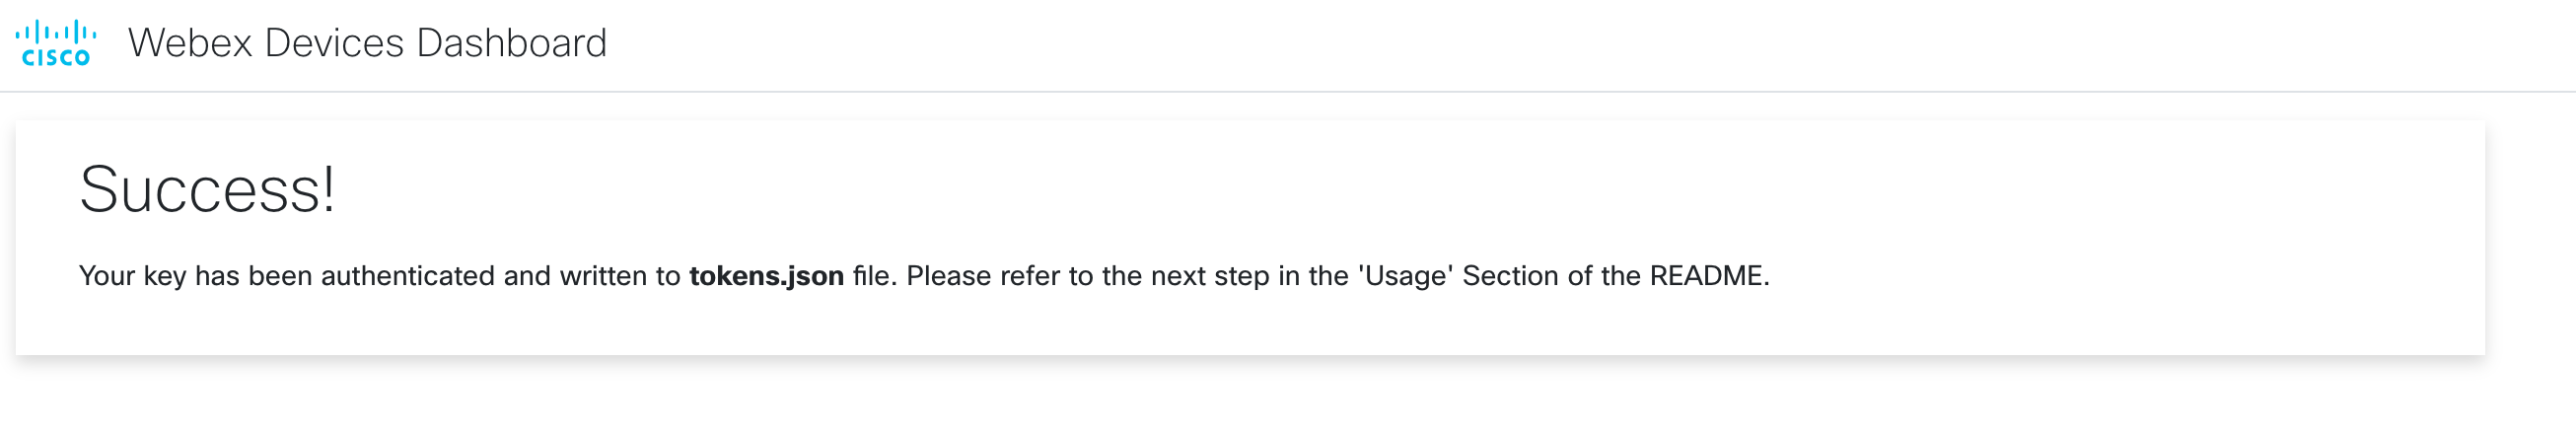 CISCO
Webex Devices Dashboard
Success!
Your key has been authenticated and written to tokens.json file. Please refer to the next step in the 'Usage' Section of the README.